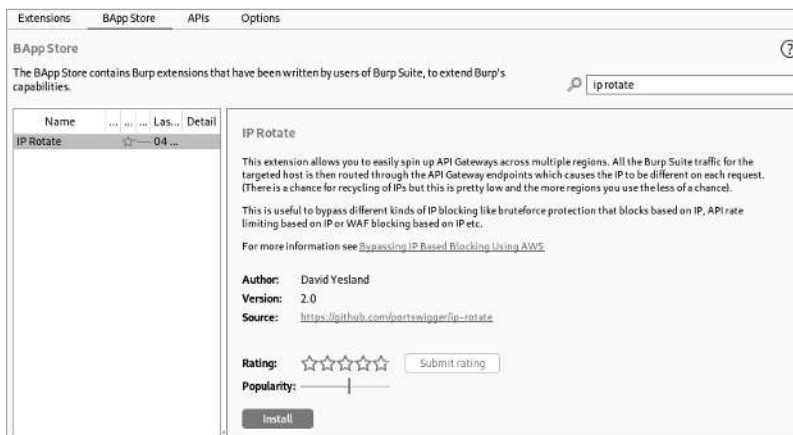 Extensions BApp Store APIs Options
BApp Store
The BApp Store contains Burp extensions that have been written by users of Burp Suite, to extend Burp's
capabilities.
ip rotate
Name ... ... ... Las... Detail
IP Rotate 04 ...
IP Rotate
This extension allows you to easily spin up API Gateways across multiple regions. All the Burp Suite traffic for the
targeted host is then routed through the API Gateway endpoints which causes the IP to be different on each request.
(There is a chance for recycling of IPs but this is pretty low and the more regions you use the less of a chance).
This is useful to bypass different kinds of IP blocking like bruteforce protection that blocks based on IP, API rate
limiting based on IP or WAF blocking based on IP etc.
For more information see Bypassing IP Based Blocking Using AWS
Author: David Yesland
Version: 2.0
Source: https://github.com/portswigger/ip-rotate
Rating: Submit rating
Popularity:
Install